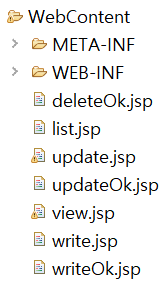 WebContent
META-INF
WEB-INF
deleteOk.jsp
list.jsp
update.jsp
updateOk.jsp
view.jsp
write.jsp
writeOk.jsp